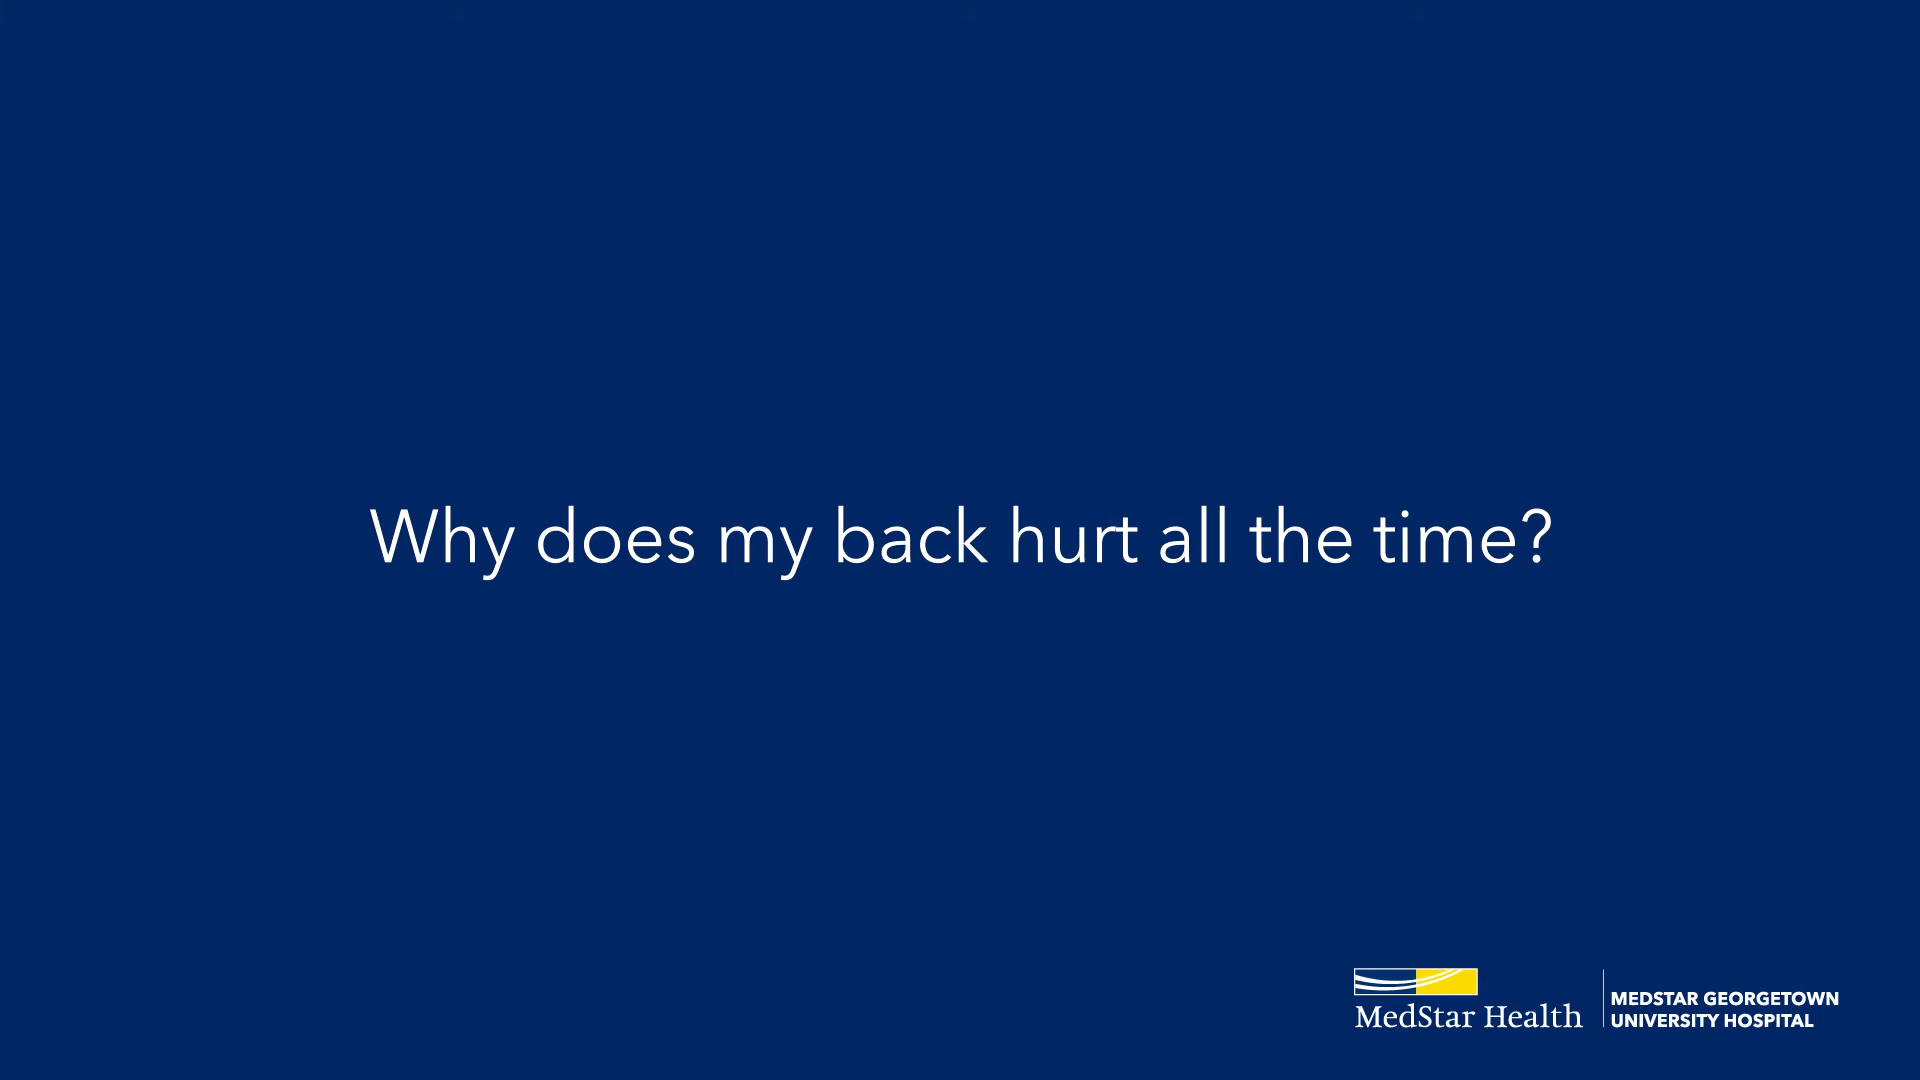 Why does my back hurt all the time?
MedStar Health
MEDSTAR GEORGETOWN
UNIVERSITY HOSPITAL